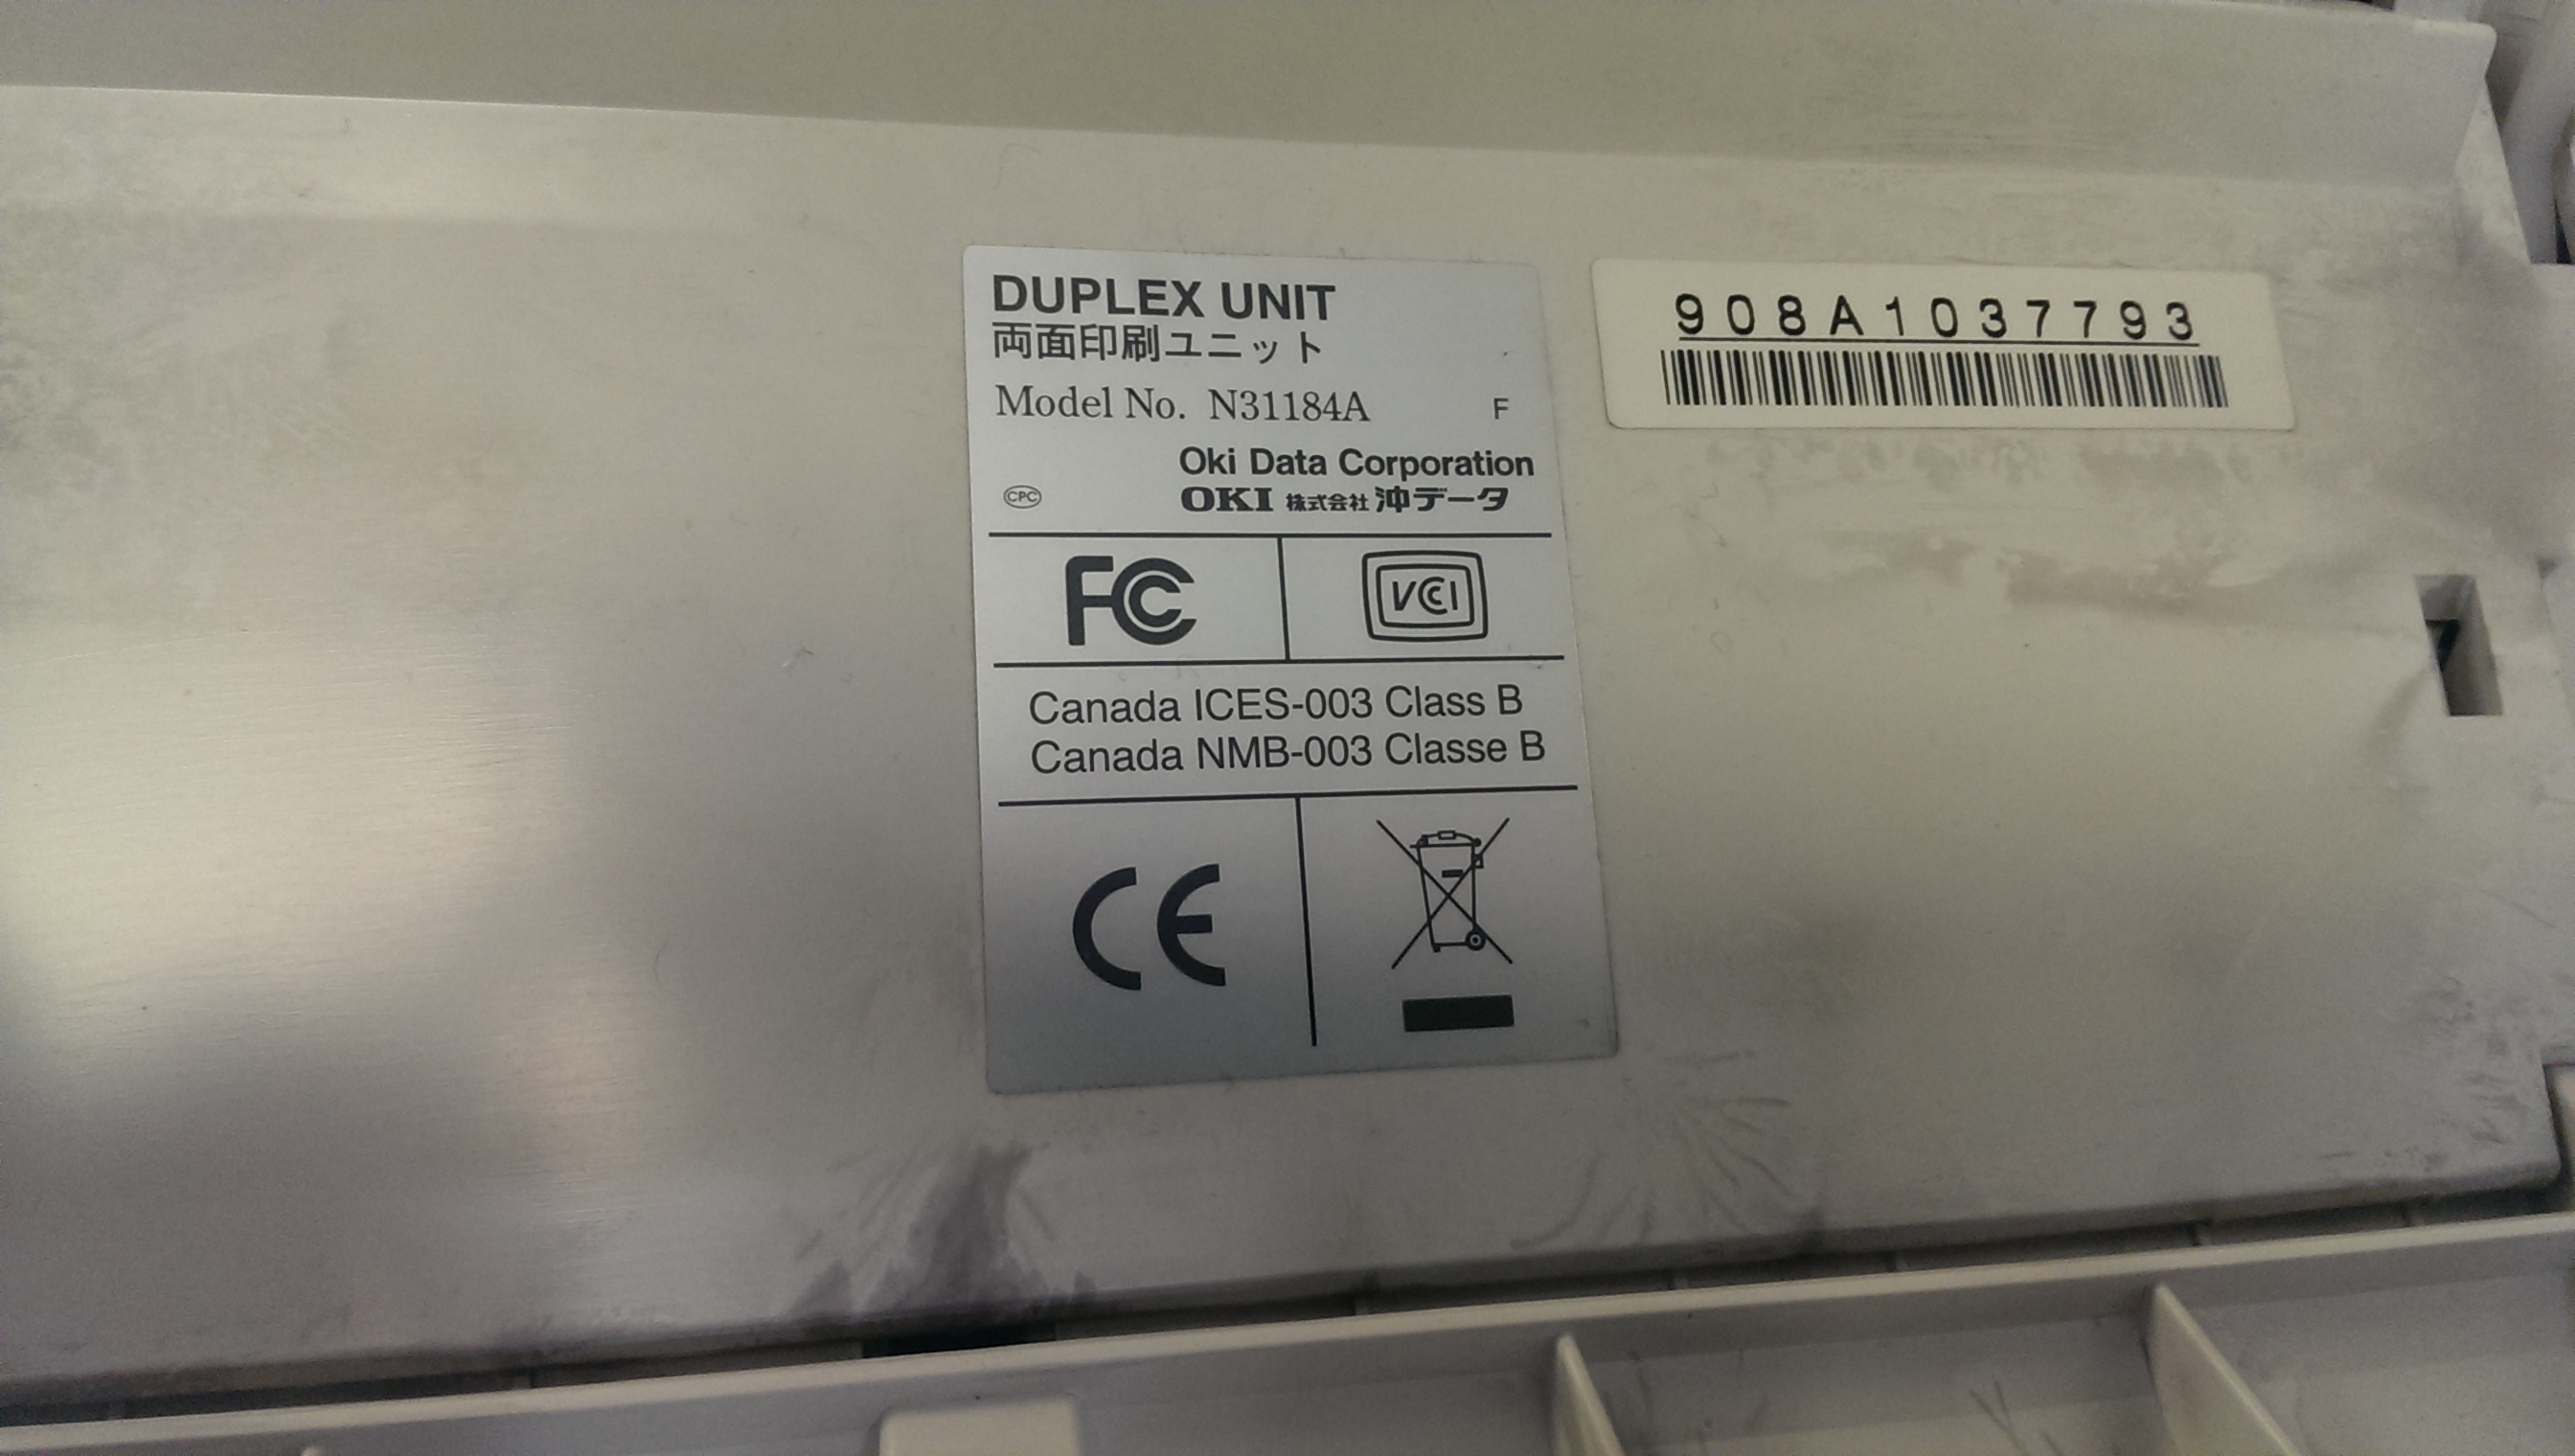 DUPLEX UNIT
両面印刷ユニット
Model No. N31184A F
Oki Data Corporation
CPC
OKI 株式会社 沖データ
FC
VCCI
Canada ICES-003 Class B
Canada NMB-003 Classe B
CE
908A1037793